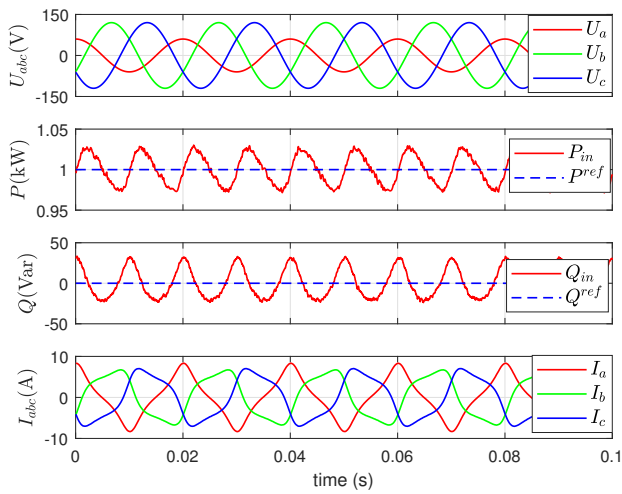 150
0
-150
U_abc(V)
U_a
U_b
U_c
1.05
1
0.95
P(kW)
P_in
P^ref
50
0
-50
Q(Var)
Q_in
Q^ref
10
0
-10
I_abc(A)
I_a
I_b
I_c
0 0.02 0.04 0.06 0.08 0.1
time (s)